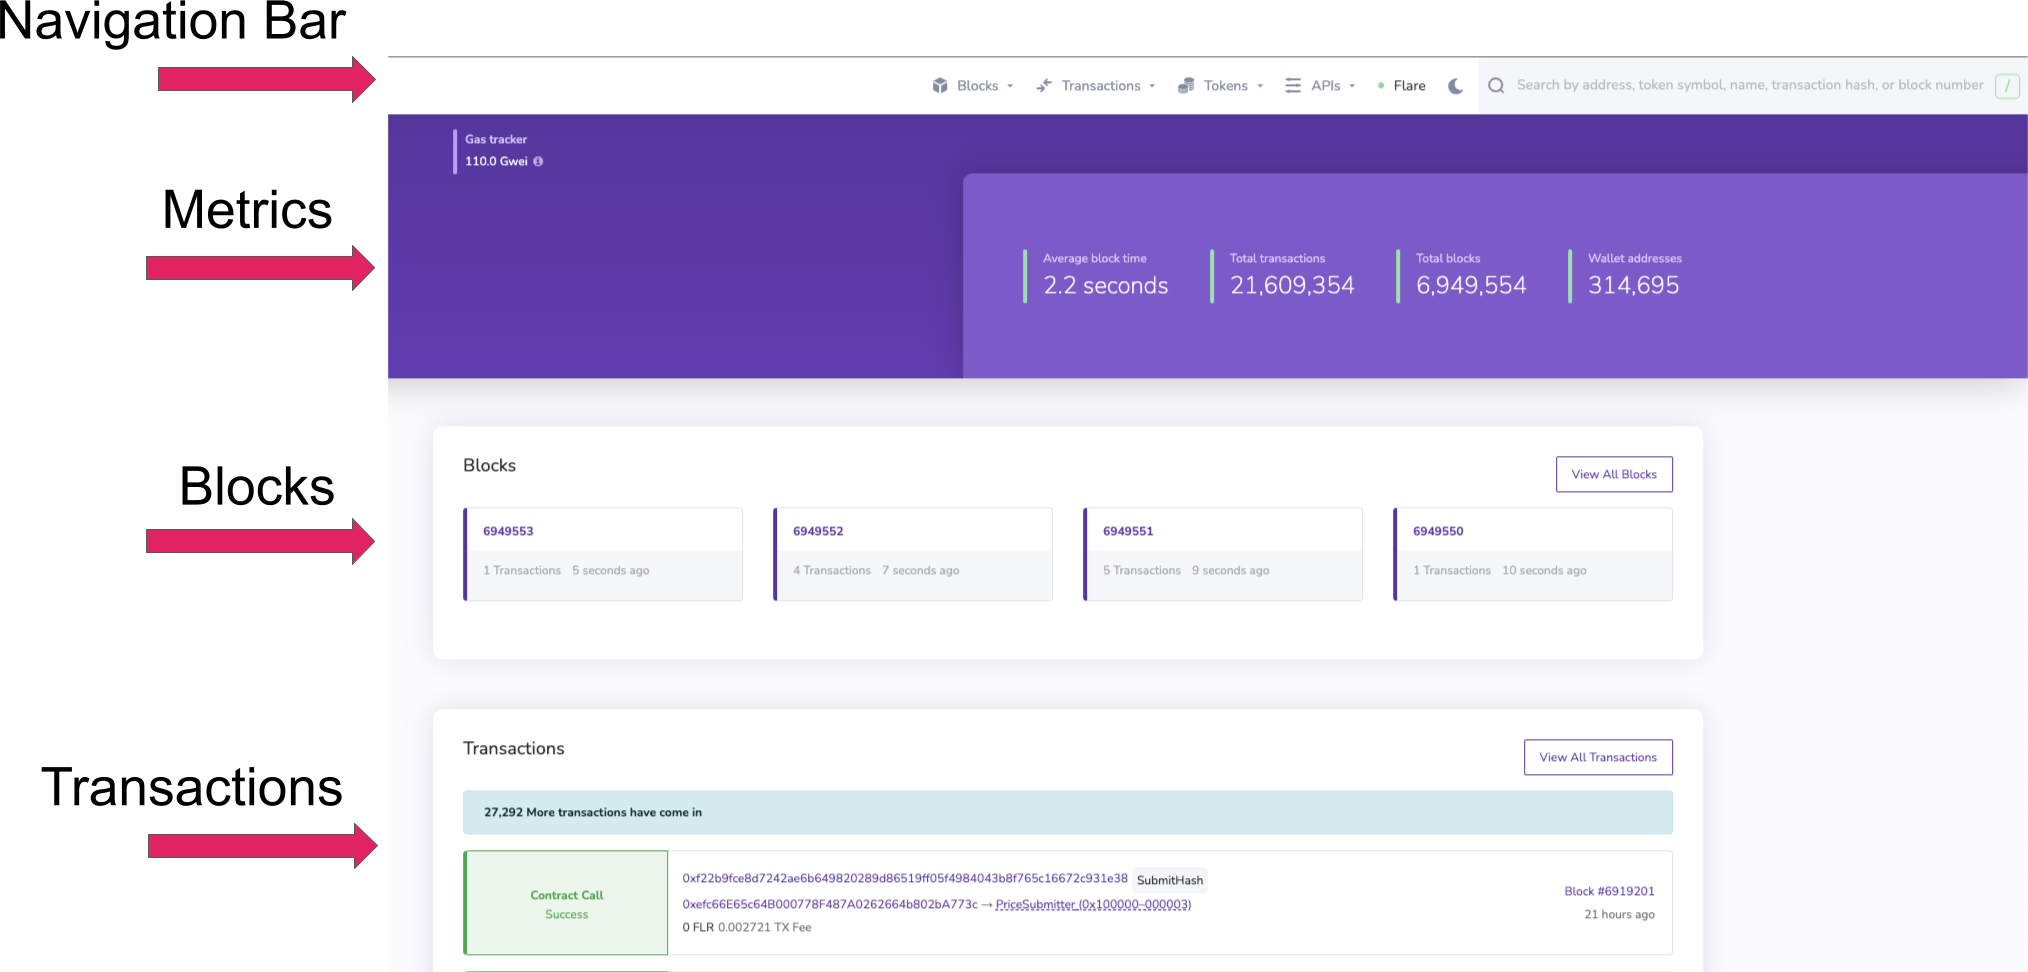 Navigation Bar
Blocks Transactions Tokens APIs Flare Search by address, token symbol, name, transaction hash, or block number /
Gas tracker
110.0 Gwei
Metrics
Average block time
2.2 seconds
Total transactions
21,609,354
Total blocks
6,949,554
Wallet addresses
314,695
Blocks
Blocks
View All Blocks
6949553
1 Transactions 5 seconds ago
6949552
4 Transactions 7 seconds ago
6949551
5 Transactions 9 seconds ago
6949550
1 Transactions 10 seconds ago
Transactions
Transactions
View All Transactions
27,292 More transactions have come in
Contract Call
Success
0xf22b9fce8d7242ae6b649820289d86519ff05f4984043b8f765c16672c931e38 SubmitHash
0xefc66E65c64B000778F487A0262664b802bA773c → PriceSubmitter (0x100000–000003)
0 FLR 0.002721 TX Fee
Block #6919201
21 hours ago